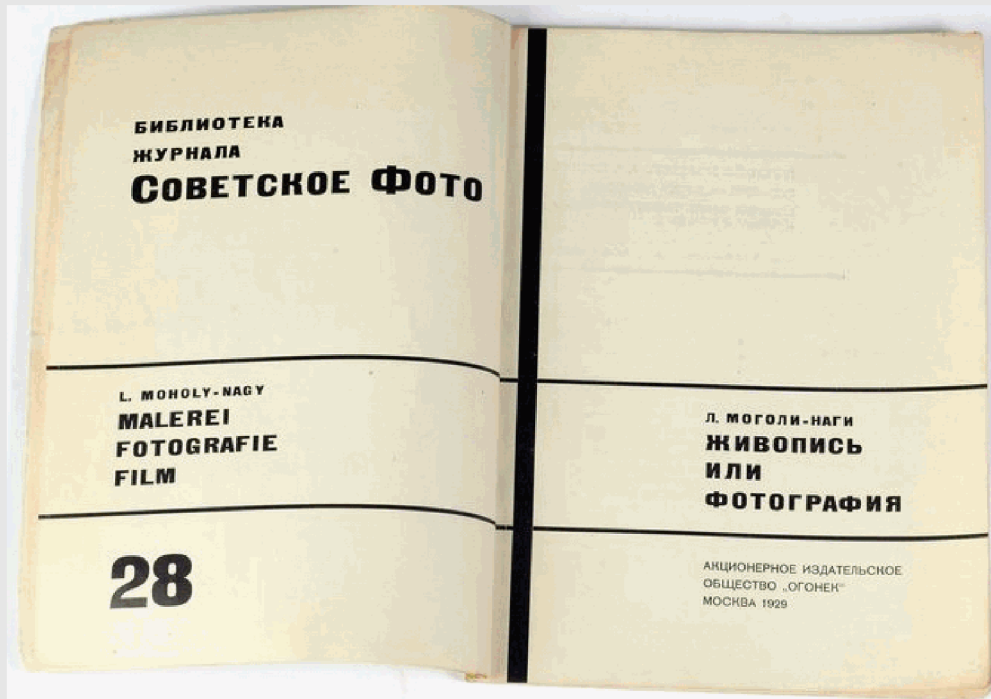 БИБЛИОТЕКА
ЖУРНАЛА
СОВЕТСКОЕ ФОТО
L. MOHOLY-NAGY
MALEREI
FOTOGRAFIE
FILM
28
Л. МОГОЛИ-НАГИ
ЖИВОПИСЬ
ИЛИ
ФОТОГРАФИЯ
АКЦИОНЕРНОЕ ИЗДАТЕЛЬСКОЕ
ОБЩЕСТВО „ОГОНЕК“
МОСКВА 1929